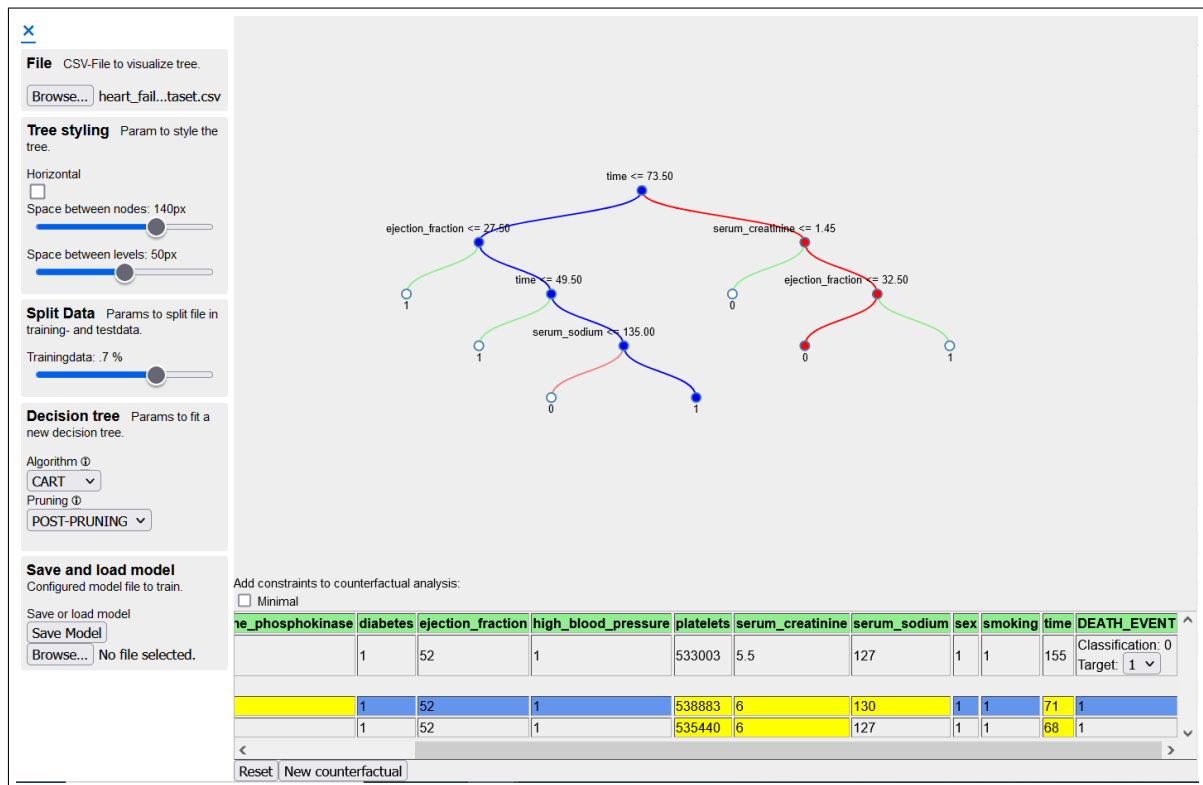 ×
File CSV-File to visualize tree.
Browse... heart_fail...taset.csv
Tree styling Param to style the
tree.
Horizontal
Space between nodes: 140px
Space between levels: 50px
Split Data Params to split file in
training- and testdata.
Trainingdata: .7 %
Decision tree Params to fit a
new decision tree.
Algorithm ⓘ
CART
Pruning ⓘ
POST-PRUNING
Save and load model
Configured model file to train.
Save or load model
Save Model
Browse... No file selected.
time <= 73.50
ejection_fraction <= 27.50
serum_creatinine <= 1.45
time <= 49.50
ejection_fraction <= 32.50
1
0
serum_sodium <= 135.00
1
0
1
0
1
Add constraints to counterfactual analysis:
Minimal
ne_phosphokinase diabetes ejection_fraction high_blood_pressure platelets serum_creatinine serum_sodium sex smoking time DEATH_EVENT
1 52 1 533003 5.5 127 1 1 155 Classification: 0
Target: 1
1 52 1 538883 6 130 1 1 71 1
1 52 1 535440 6 127 1 1 68 1
Reset New counterfactual